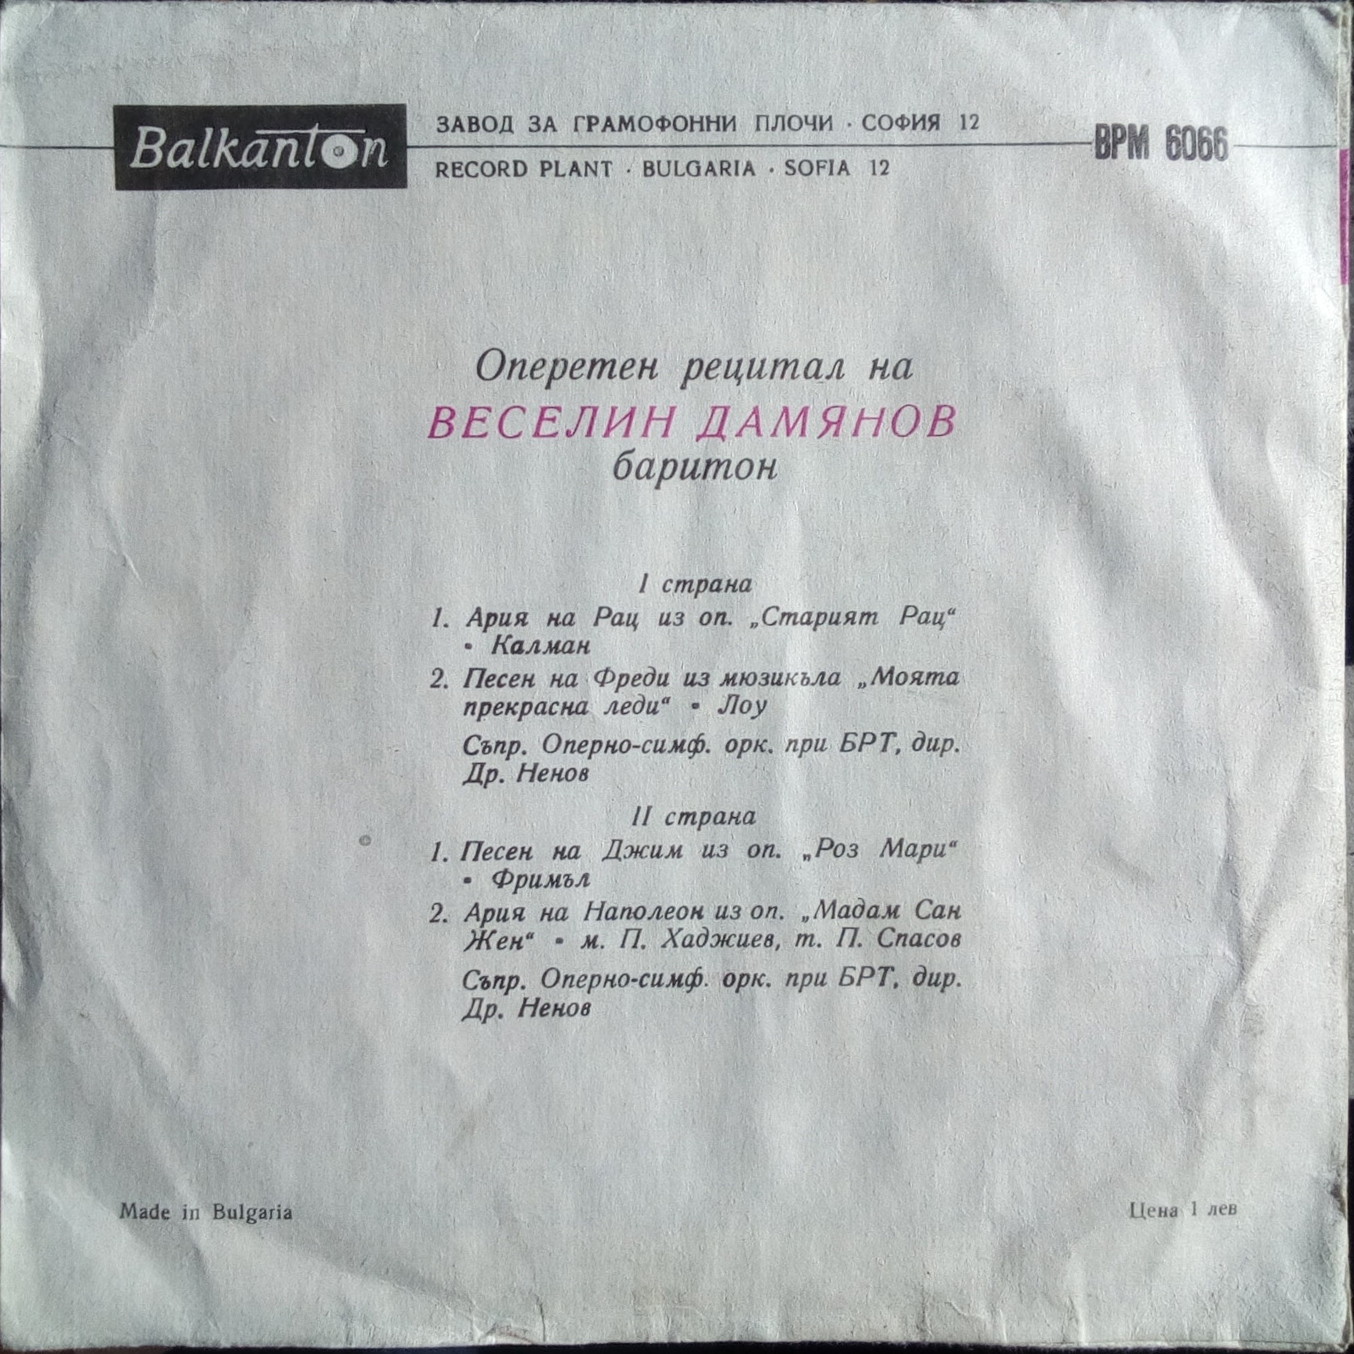 Balkanton
ЗАВОД ЗА ГРАМОФОННИ ПЛОЧИ · СОФИЯ 12
RECORD PLANT · BULGARIA · SOFIA 12
ВРМ 6066
Оперетен рецитал на
ВЕСЕЛИН ДАМЯНОВ
баритон
I страна
1. Ария на Рац из оп. „Старият Рац“
• Калман
2. Песен на Фреди из мюзикъла „Моята
прекрасна леди“ • Лоу
Съпр. Оперно-симф. орк. при БРТ, дир.
Др. Ненов
II страна
1. Песен на Джим из оп. „Роз Мари“
• Фримъл
2. Ария на Наполеон из оп. „Мадам Сан
Жен“ • м. П. Хаджиев, т. П. Спасов
Съпр. Оперно-симф. орк. при БРТ, дир.
Др. Ненов
Made in Bulgaria
Цена 1 лев